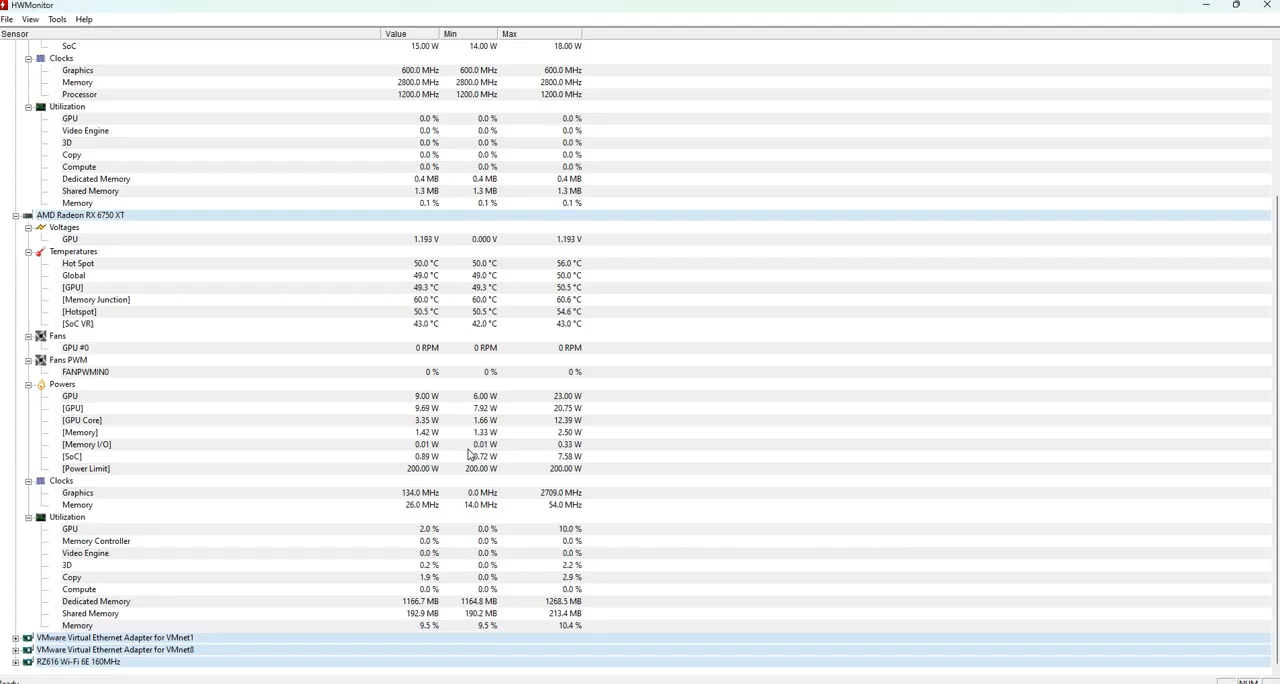 HWMonitor
File View Tools Help
Sensor Value Min Max
SoC 15.00 W 14.00 W 18.00 W
Clocks
Graphics 600.0 MHz 600.0 MHz 600.0 MHz
Memory 2800.0 MHz 2800.0 MHz 2800.0 MHz
Processor 1200.0 MHz 1200.0 MHz 1200.0 MHz
Utilization
GPU 0.0 % 0.0 % 0.0 %
Video Engine 0.0 % 0.0 % 0.0 %
3D 0.0 % 0.0 % 0.0 %
Copy 0.0 % 0.0 % 0.0 %
Compute 0.0 % 0.0 % 0.0 %
Dedicated Memory 0.4 MB 0.4 MB 0.4 MB
Shared Memory 1.3 MB 1.3 MB 1.3 MB
Memory 0.1 % 0.1 % 0.1 %
AMD Radeon RX 6750 XT
Voltages
GPU 1.193 V 0.000 V 1.193 V
Temperatures
Hot Spot 50.0 °C 50.0 °C 56.0 °C
Global 49.0 °C 49.0 °C 50.0 °C
[GPU] 49.3 °C 49.3 °C 50.5 °C
[Memory Junction] 60.0 °C 60.0 °C 60.6 °C
[Hotspot] 50.5 °C 50.5 °C 54.6 °C
[SoC VR] 43.0 °C 42.0 °C 43.0 °C
Fans
GPU #0 0 RPM 0 RPM 0 RPM
Fans PWM
FANPWMIN0 0 % 0 % 0 %
Powers
GPU 9.00 W 6.00 W 23.00 W
[GPU] 9.69 W 7.92 W 20.75 W
[GPU Core] 3.35 W 1.66 W 12.39 W
[Memory] 1.42 W 1.33 W 2.50 W
[Memory I/O] 0.01 W 0.01 W 0.33 W
[SoC] 0.89 W 0.72 W 7.58 W
[Power Limit] 200.00 W 200.00 W 200.00 W
Clocks
Graphics 134.0 MHz 0.0 MHz 2709.0 MHz
Memory 26.0 MHz 14.0 MHz 54.0 MHz
Utilization
GPU 2.0 % 0.0 % 10.0 %
Memory Controller 0.0 % 0.0 % 0.0 %
Video Engine 0.0 % 0.0 % 0.0 %
3D 0.2 % 0.0 % 2.2 %
Copy 1.9 % 0.0 % 2.9 %
Compute 0.0 % 0.0 % 0.0 %
Dedicated Memory 1166.7 MB 1164.8 MB 1268.5 MB
Shared Memory 192.9 MB 190.2 MB 213.4 MB
Memory 9.5 % 9.5 % 10.4 %
VMware Virtual Ethernet Adapter for VMnet1
VMware Virtual Ethernet Adapter for VMnet8
RZ616 Wi-Fi 6E 160MHz
Ready NUM